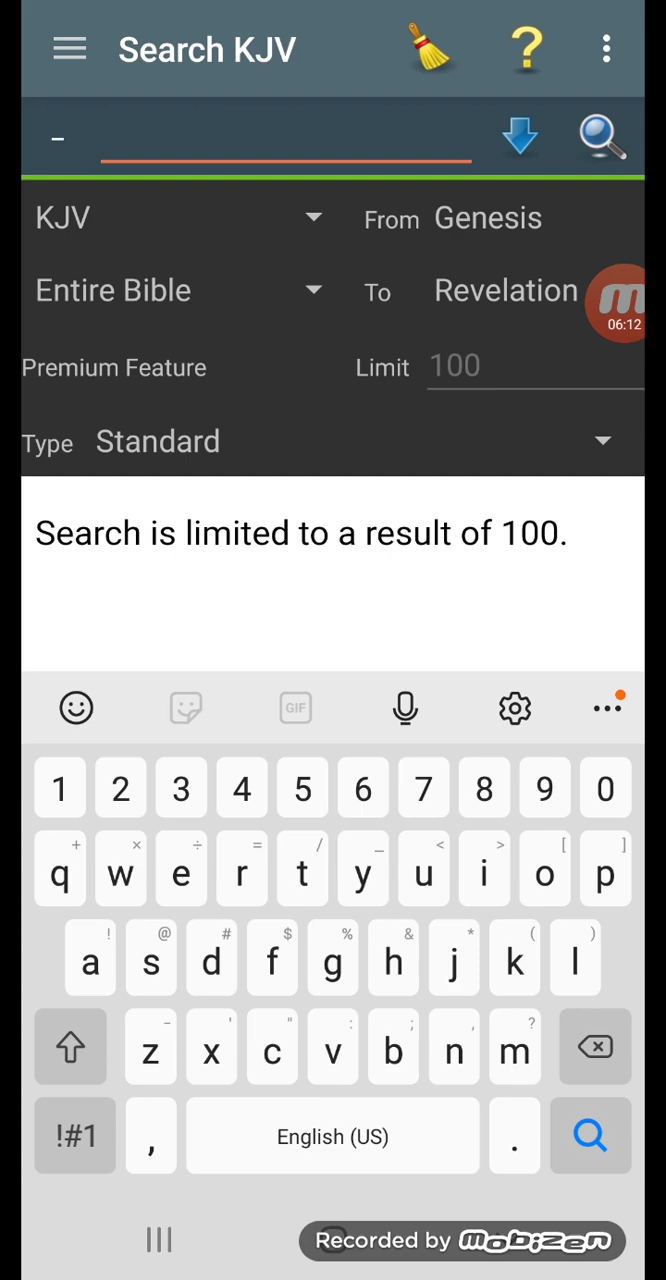 Search KJV ?
-
KJV From Genesis
Entire Bible To Revelation
06:12
Premium Feature Limit 100
Type Standard
Search is limited to a result of 100.
GIF
1 2 3 4 5 6 7 8 9 0
+ × ÷ = / _ < > [ ]
q w e r t y u i o p
! @ # $ % & * ( )
a s d f g h j k l
- ' " : ; , ?
z x c v b n m
!#1 , English (US) .
Recorded by mobizen